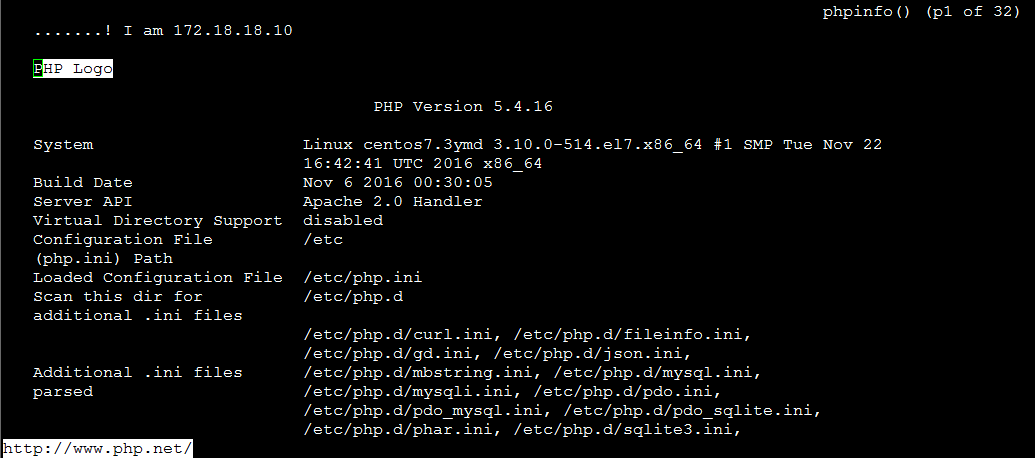 phpinfo() (p1 of 32)
.......! I am 172.18.18.10
PHP Logo
PHP Version 5.4.16
System Linux centos7.3ymd 3.10.0-514.el7.x86_64 #1 SMP Tue Nov 22
16:42:41 UTC 2016 x86_64
Build Date Nov 6 2016 00:30:05
Server API Apache 2.0 Handler
Virtual Directory Support disabled
Configuration File /etc
(php.ini) Path
Loaded Configuration File /etc/php.ini
Scan this dir for /etc/php.d
additional .ini files
/etc/php.d/curl.ini, /etc/php.d/fileinfo.ini,
/etc/php.d/gd.ini, /etc/php.d/json.ini,
Additional .ini files /etc/php.d/mbstring.ini, /etc/php.d/mysql.ini,
parsed /etc/php.d/mysqli.ini, /etc/php.d/pdo.ini,
/etc/php.d/pdo_mysql.ini, /etc/php.d/pdo_sqlite.ini,
/etc/php.d/phar.ini, /etc/php.d/sqlite3.ini,
http://www.php.net/